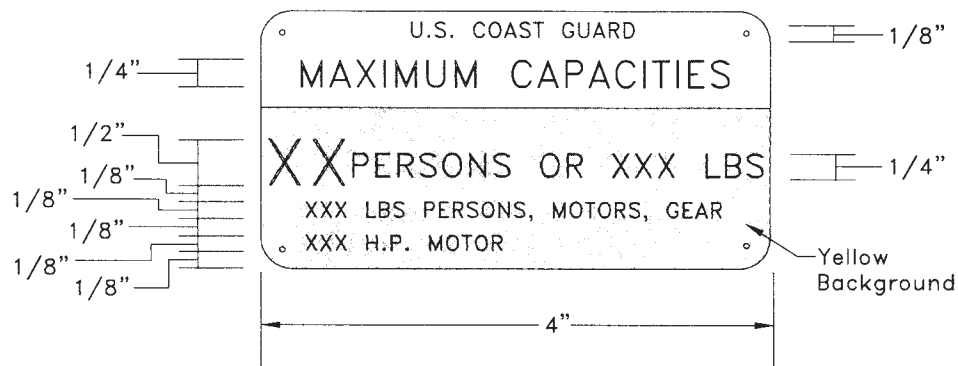 U.S. COAST GUARD
1/8"
1/4"
MAXIMUM CAPACITIES
1/2"
XX PERSONS OR XXX LBS
1/4"
1/8"
1/8"
XXX LBS PERSONS, MOTORS, GEAR
1/8"
XXX H.P. MOTOR
1/8"
1/8"
Yellow
Background
4"